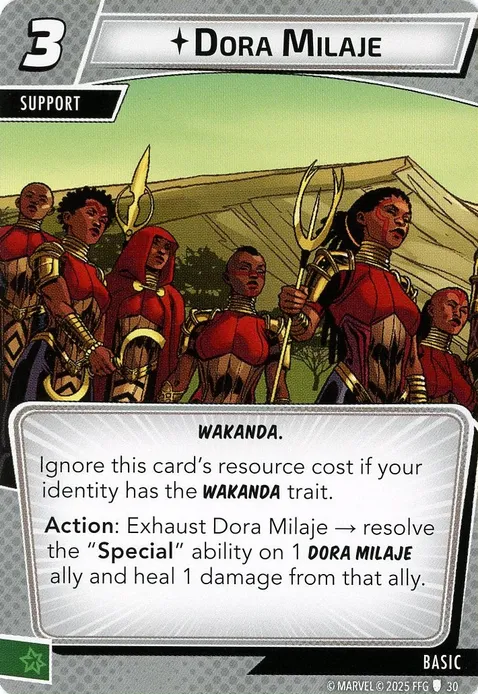 3
Dora Milaje
SUPPORT
WAKANDA.
Ignore this card's resource cost if your
identity has the WAKANDA trait.
Action: Exhaust Dora Milaje → resolve
the "Special" ability on 1 DORA MILAJE
ally and heal 1 damage from that ally.
BASIC
© MARVEL © 2025 FFG 30